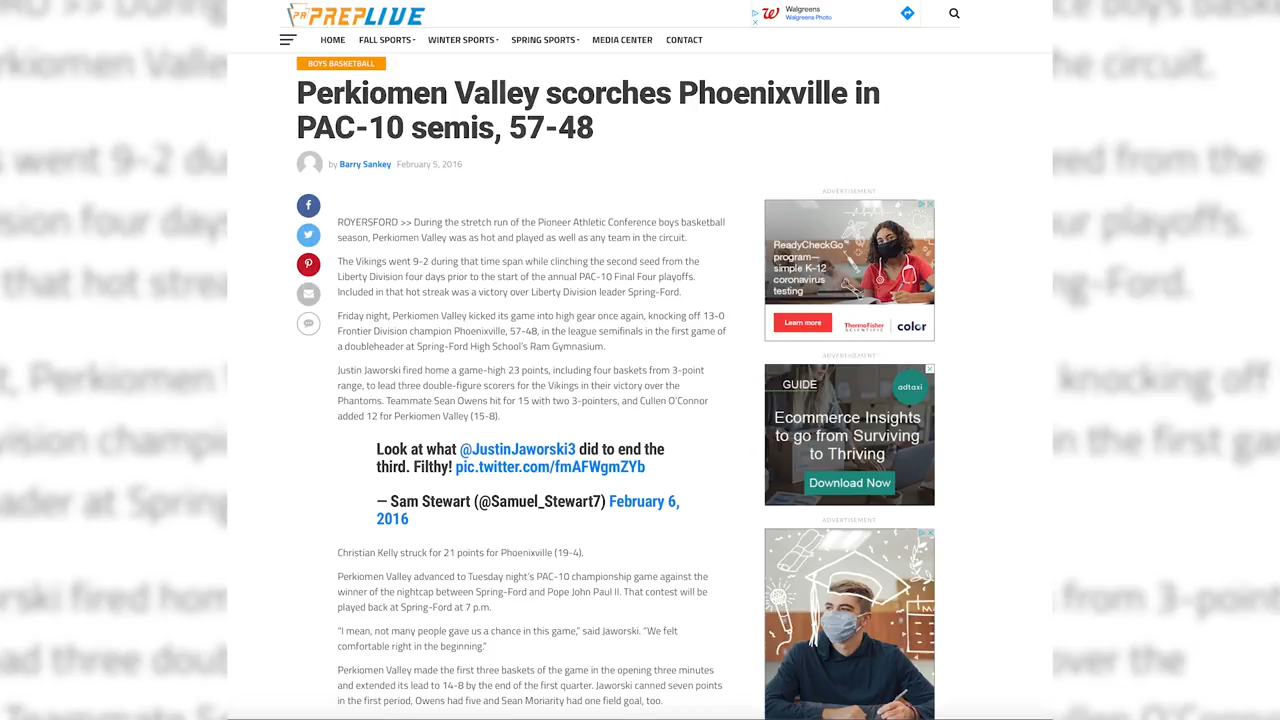 PA PREPLIVE
Walgreens
Walgreens Photo
HOME FALL SPORTS WINTER SPORTS SPRING SPORTS MEDIA CENTER CONTACT
BOYS BASKETBALL
Perkiomen Valley scorches Phoenixville in
PAC-10 semis, 57-48
by Barry Sankey February 5, 2016
ROYERSFORD >> During the stretch run of the Pioneer Athletic Conference boys basketball
season, Perkiomen Valley was as hot and played as well as any team in the circuit.
The Vikings went 9-2 during that time span while clinching the second seed from the
Liberty Division four days prior to the start of the annual PAC-10 Final Four playoffs.
Included in that hot streak was a victory over Liberty Division leader Spring-Ford.
Friday night, Perkiomen Valley kicked its game into high gear once again, knocking off 13-0
Frontier Division champion Phoenixville, 57-48, in the league semifinals in the first game of
a doubleheader at Spring-Ford High School's Ram Gymnasium.
Justin Jaworski fired home a game-high 23 points, including four baskets from 3-point
range, to lead three double-figure scorers for the Vikings in their victory over the
Phantoms. Teammate Sean Owens hit for 15 with two 3-pointers, and Cullen O'Connor
added 12 for Perkiomen Valley (15-8).
Look at what @JustinJaworski3 did to end the
third. Filthy! pic.twitter.com/fmAFWgmZYb
— Sam Stewart (@Samuel_Stewart7) February 6,
2016
Christian Kelly struck for 21 points for Phoenixville (19-4).
Perkiomen Valley advanced to Tuesday night's PAC-10 championship game against the
winner of the nightcap between Spring-Ford and Pope John Paul II. That contest will be
played back at Spring-Ford at 7 p.m.
"I mean, not many people gave us a chance in this game," said Jaworski. "We felt
comfortable right in the beginning."
Perkiomen Valley made the first three baskets of the game in the opening three minutes
and extended its lead to 14-8 by the end of the first quarter. Jaworski canned seven points
in the first period, Owens had five and Sean Moriarity had one field goal, too.
ADVERTISEMENT
ReadyCheckGo™
program—
simple K–12
coronavirus
testing
Learn more
ThermoFisher
SCIENTIFIC
color
ADVERTISEMENT
GUIDE
adtaxi
Ecommerce Insights
to go from Surviving
to Thriving
Download Now
ADVERTISEMENT